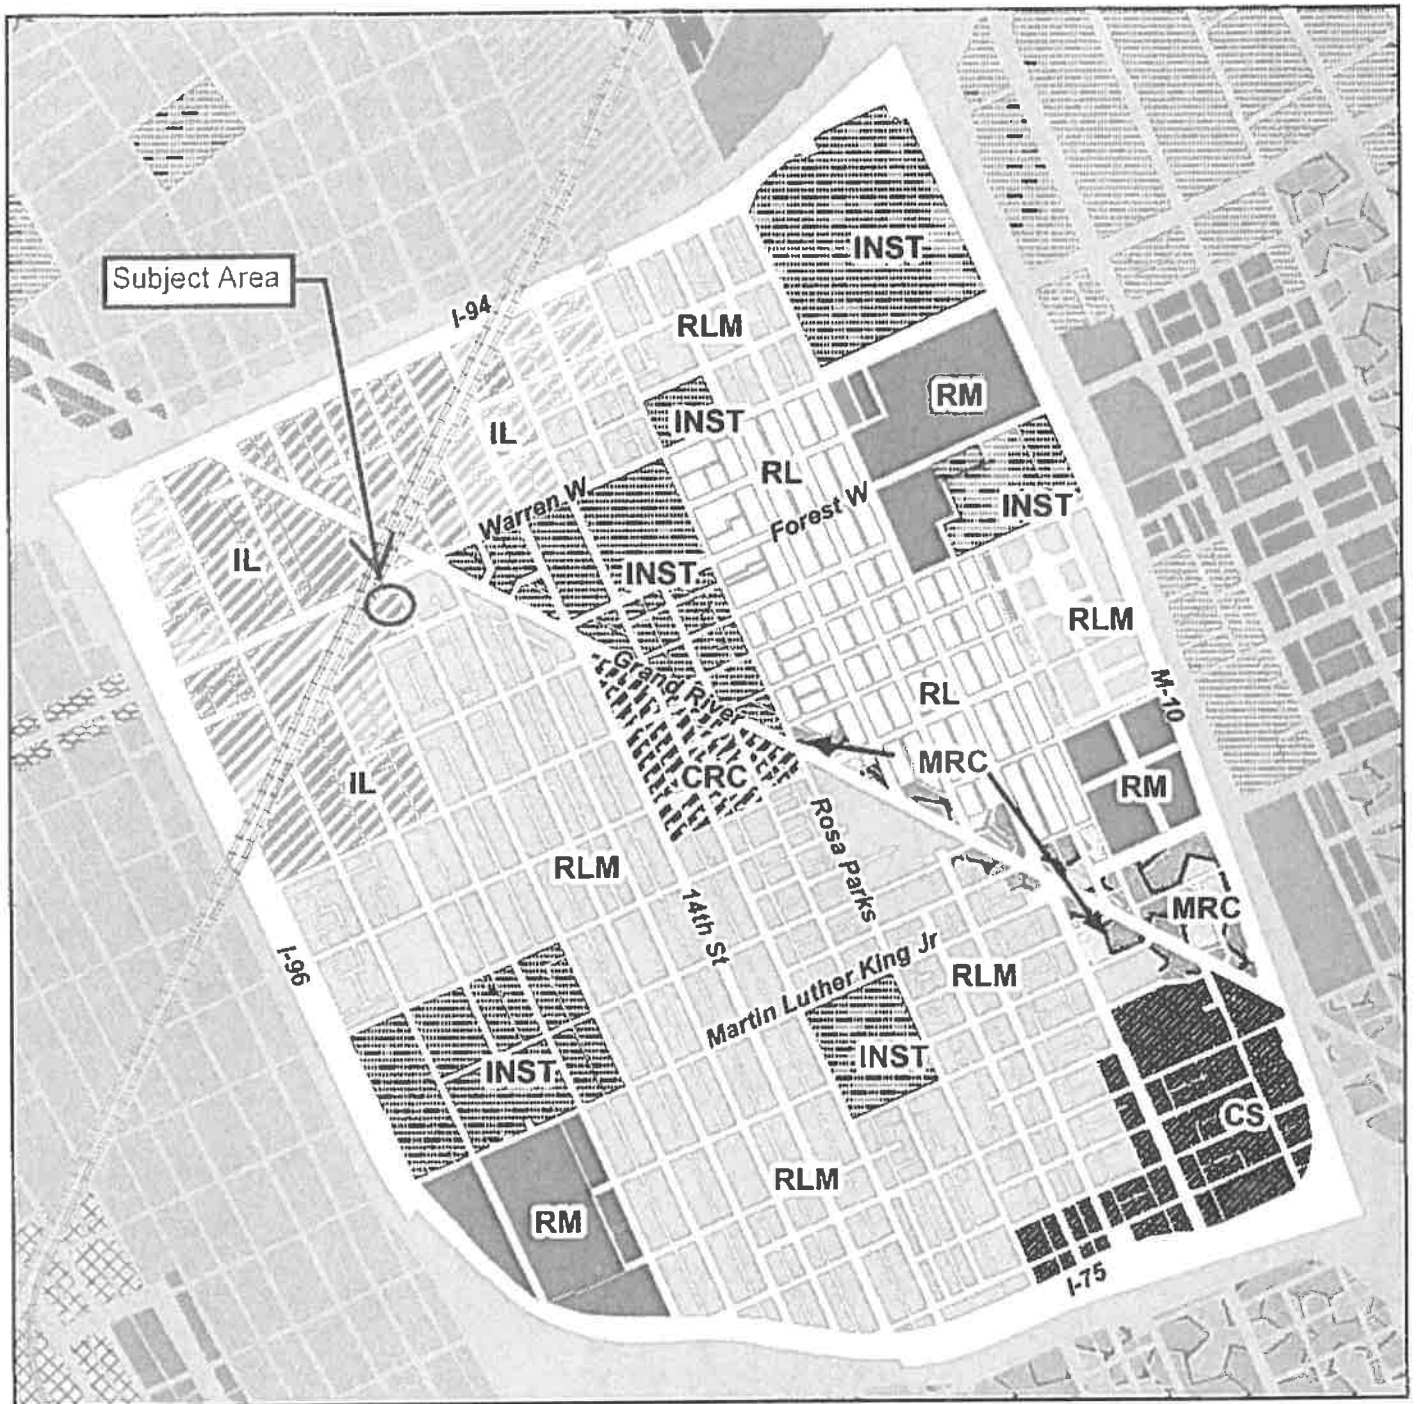 INST
Subject Area
I-94
RLM
RM
INST
IL
RL
Warren W
Forest W
INST
IL
INST
RLM
Grand River
RL
M-10
MRC
CRC
IL
RM
Rosa Parks
RLM
14th St
MRC
Martin Luther King Jr
I-96
RLM
INST
INST
CS
RLM
RM
I-75